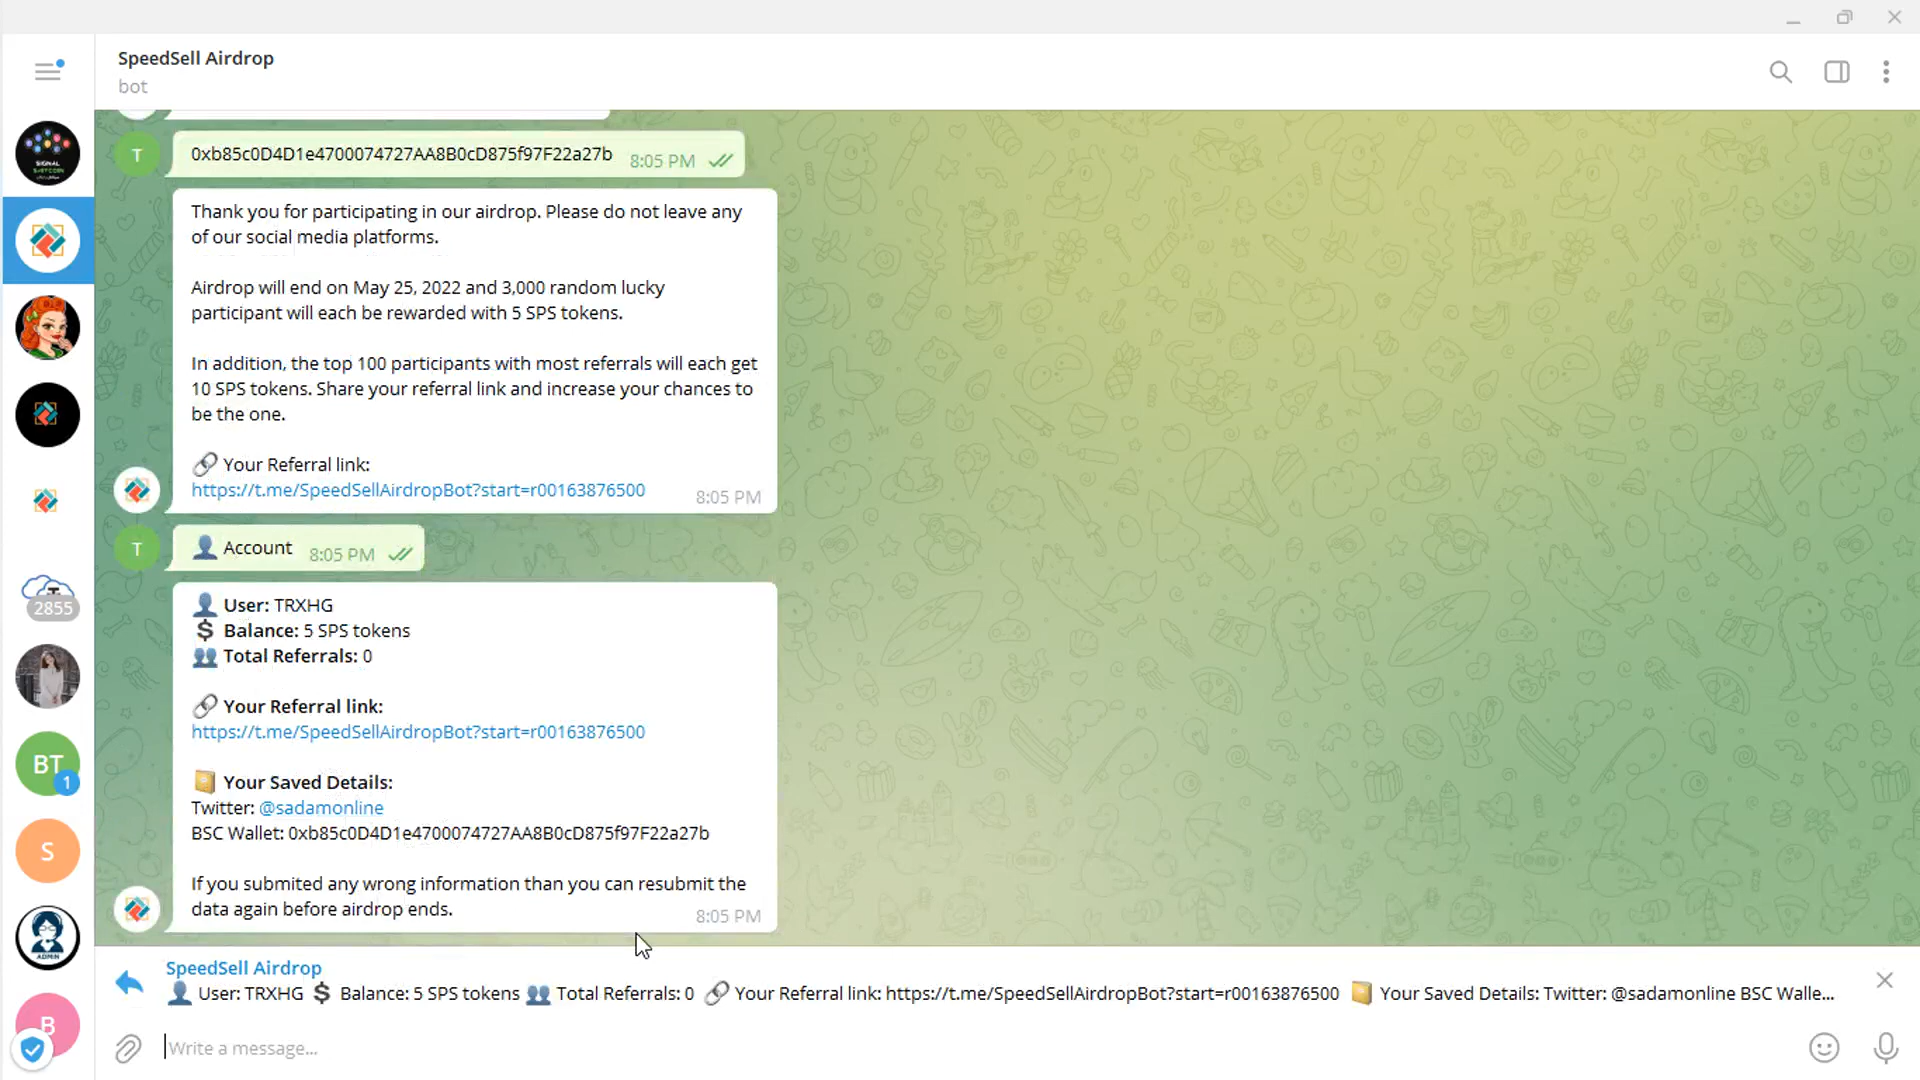 SpeedSell Airdrop
bot
SIGNAL
T
0xb85c0D4D1e4700074727AA8B0cD875f97F22a27b 8:05 PM
Thank you for participating in our airdrop. Please do not leave any
of our social media platforms.
Airdrop will end on May 25, 2022 and 3,000 random lucky
participant will each be rewarded with 5 SPS tokens.
In addition, the top 100 participants with most referrals will each get
10 SPS tokens. Share your referral link and increase your chances to
be the one.
Your Referral link:
https://t.me/SpeedSellAirdropBot?start=r00163876500 8:05 PM
T
Account 8:05 PM
User: TRXHG
Balance: 5 SPS tokens
Total Referrals: 0
Your Referral link:
https://t.me/SpeedSellAirdropBot?start=r00163876500
Your Saved Details:
Twitter: @sadamonline
BSC Wallet: 0xb85c0D4D1e4700074727AA8B0cD875f97F22a27b
If you submited any wrong information than you can resubmit the
data again before airdrop ends. 8:05 PM
2855
BT
1
S
ADMIN
B
SpeedSell Airdrop
User: TRXHG $ Balance: 5 SPS tokens Total Referrals: 0 Your Referral link: https://t.me/SpeedSellAirdropBot?start=r00163876500 Your Saved Details: Twitter: @sadamonline BSC Walle...
Write a message...